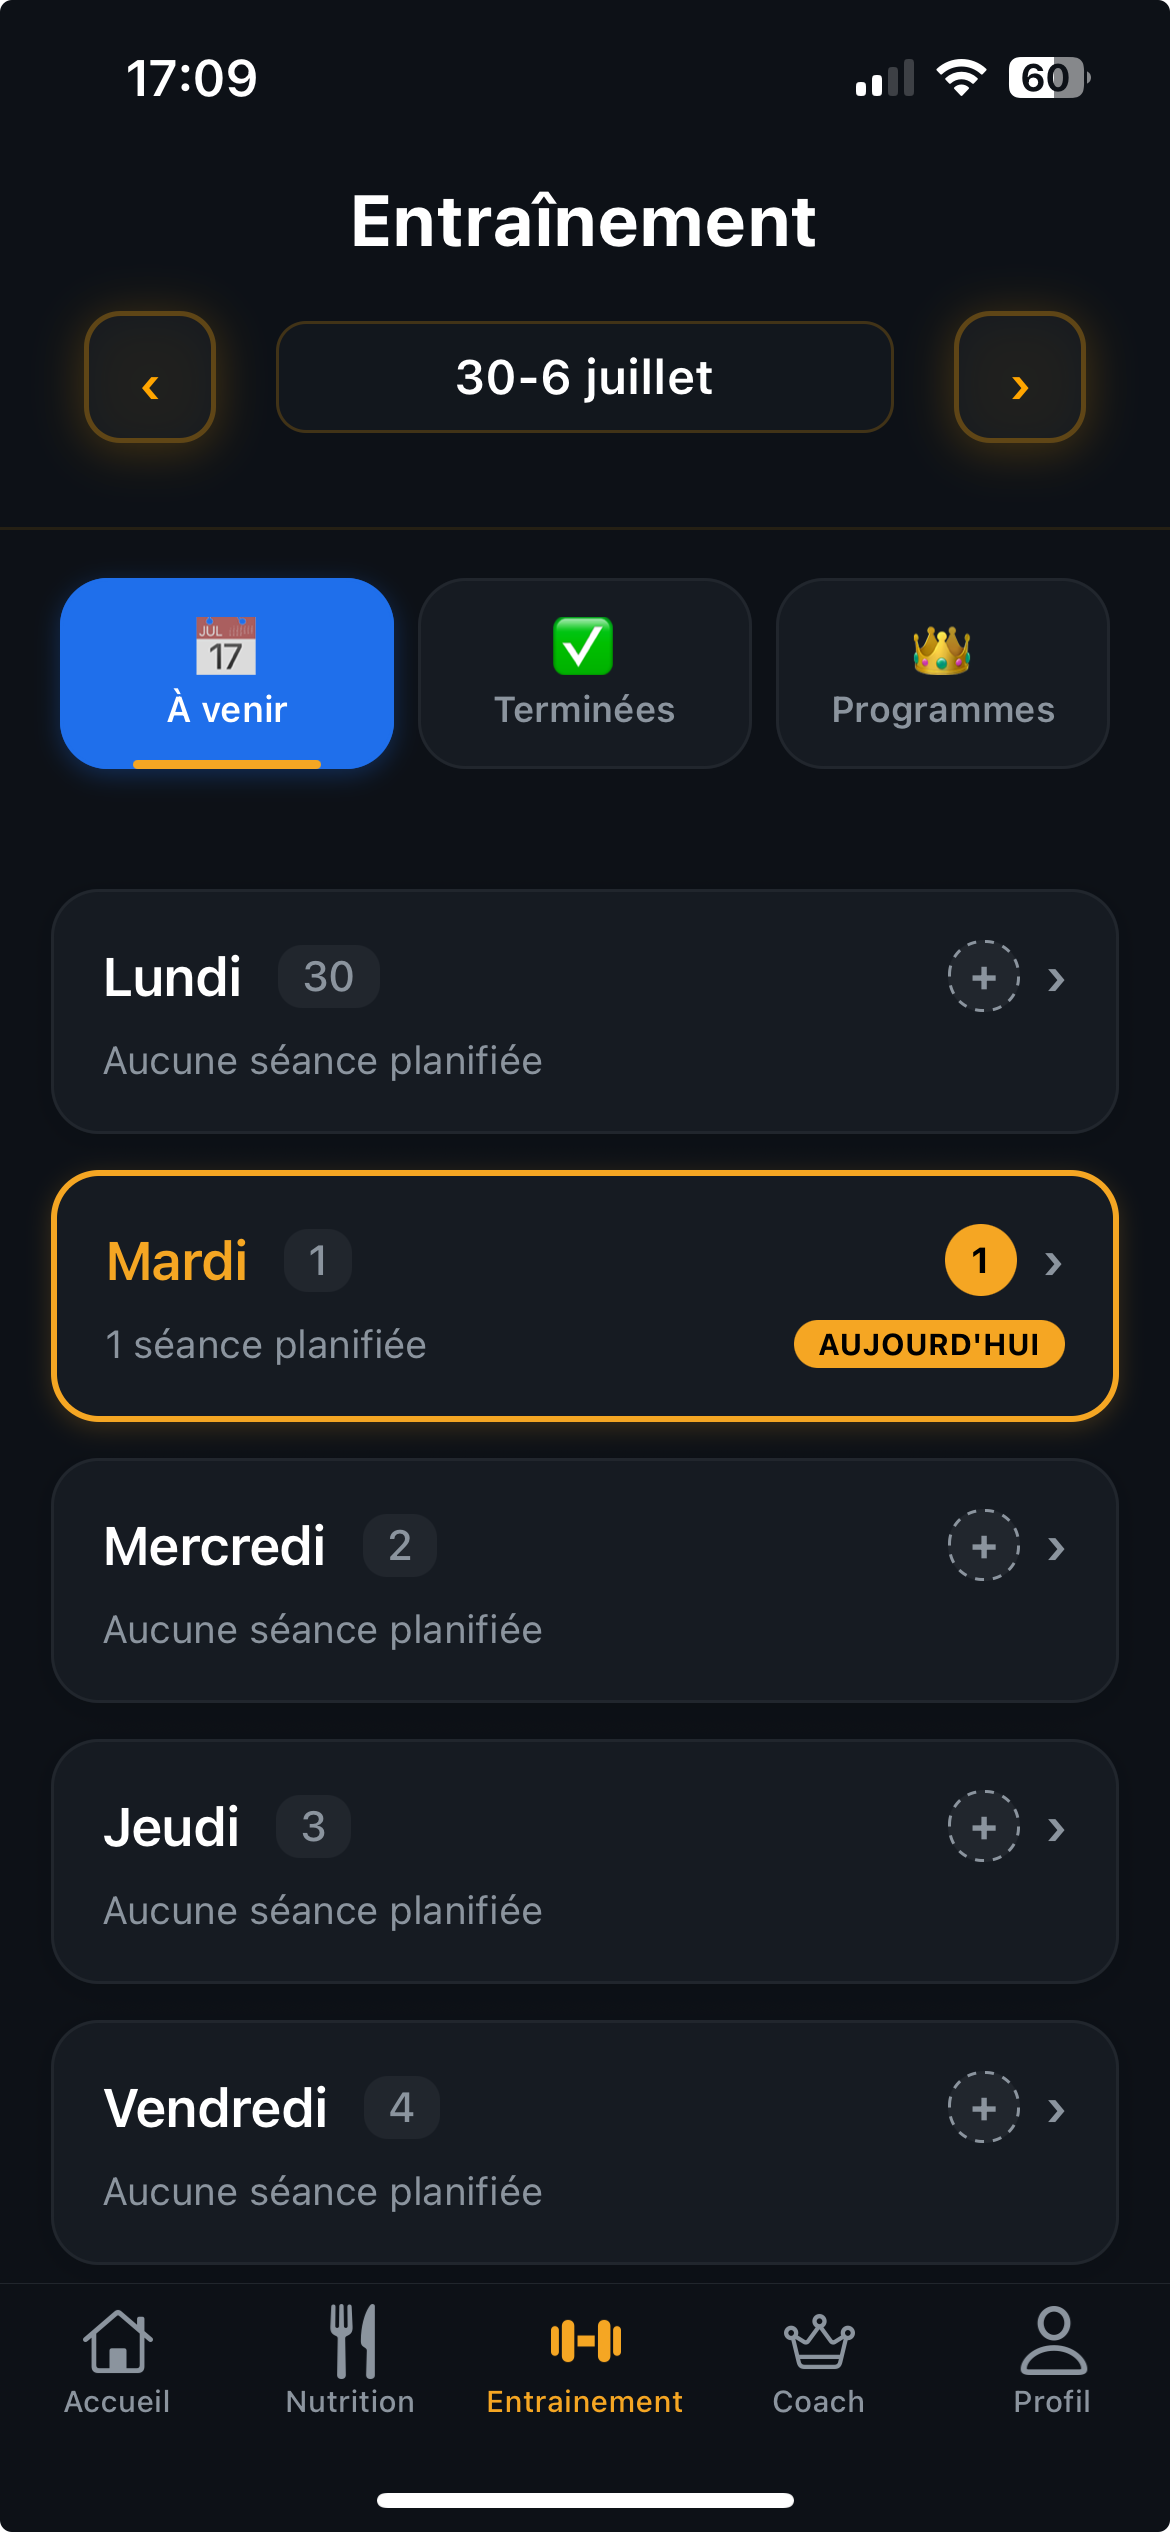 17:09
60
Entraînement
‹
30-6 juillet
›
JUL
17
À venir
Terminées
Programmes
Lundi 30 + ›
Aucune séance planifiée
Mardi 1 1 ›
1 séance planifiée AUJOURD'HUI
Mercredi 2 + ›
Aucune séance planifiée
Jeudi 3 + ›
Aucune séance planifiée
Vendredi 4 + ›
Aucune séance planifiée
Accueil Nutrition Entrainement Coach Profil